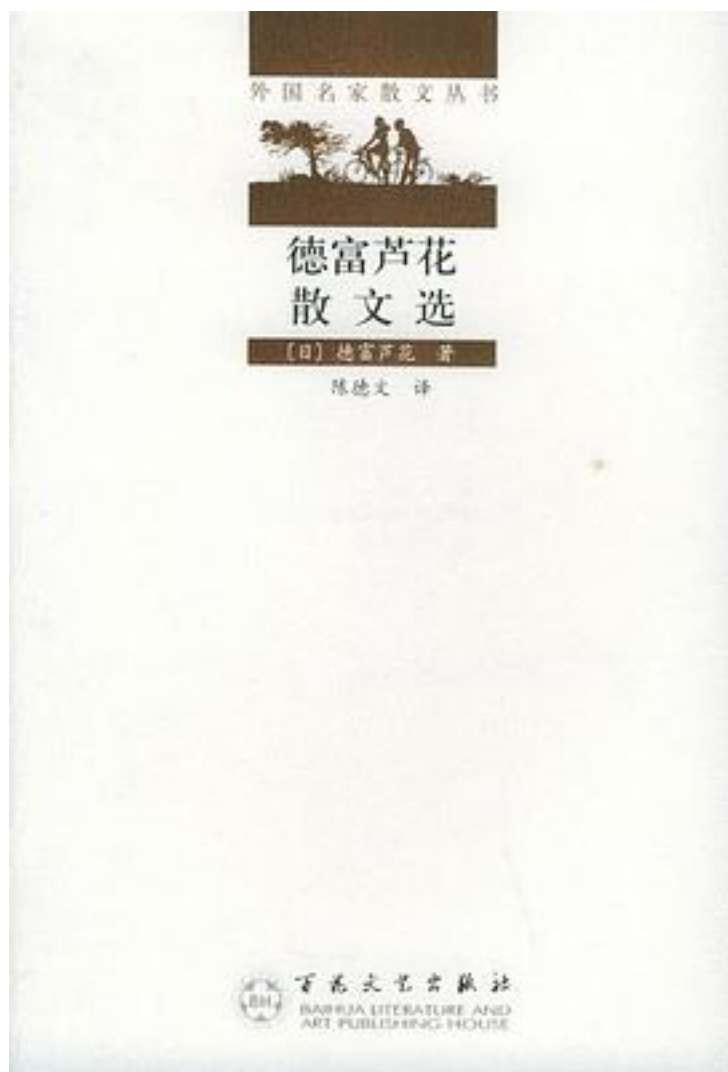 外国名家散文丛书
德富芦花
散文选
[日] 德富芦花 著
陈德文 译
百花文艺出版社
BH
BAIHUA LITERATURE AND
ART PUBLISHING HOUSE